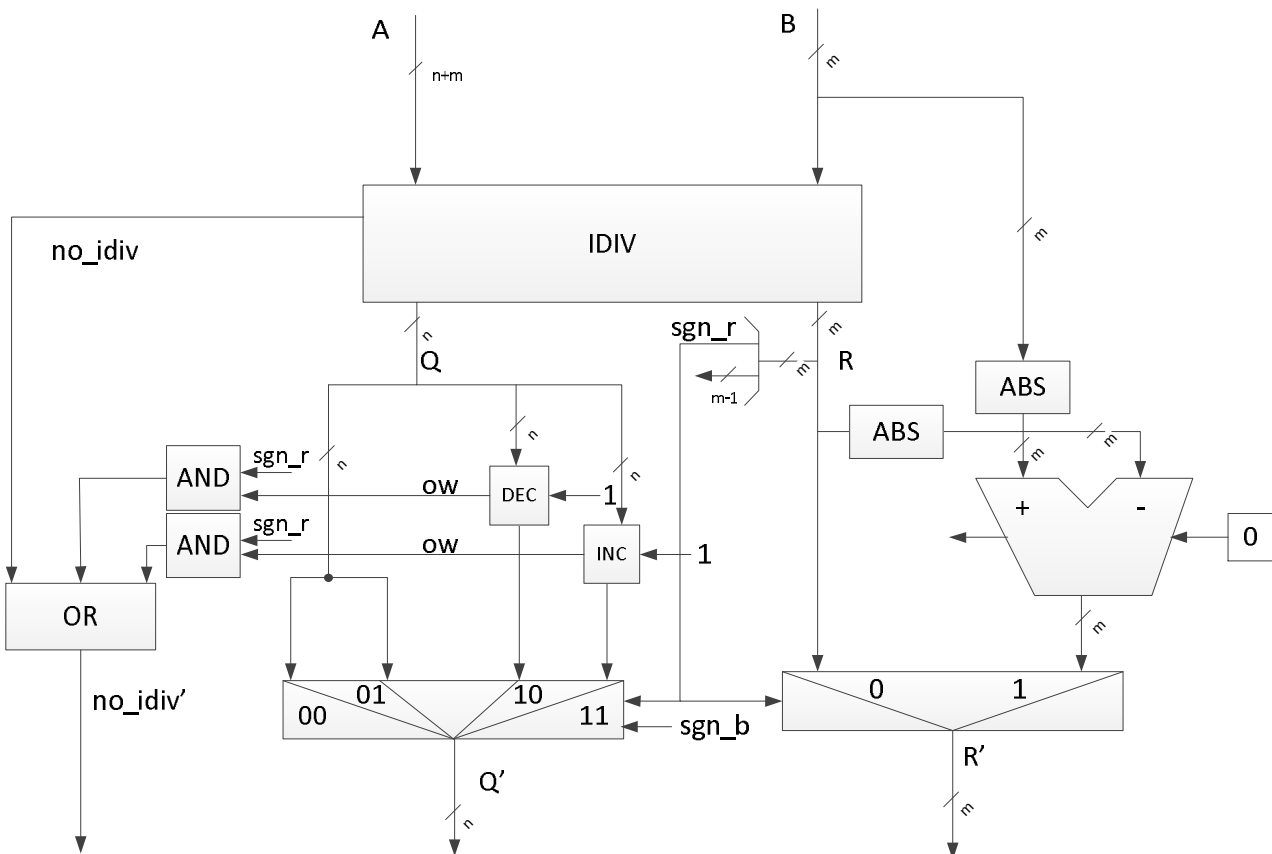 A
B
n+m
m
IDIV
m
no_idiv
n
m
sgn_r
Q
m
R
m-1
ABS
ABS
m
m
n
n
n
sgn_r
AND
ow
DEC
1
+
-
sgn_r
AND
ow
INC
1
0
OR
m
01
10
0
1
00
11
no_idiv’
sgn_b
Q’
R’
n
m